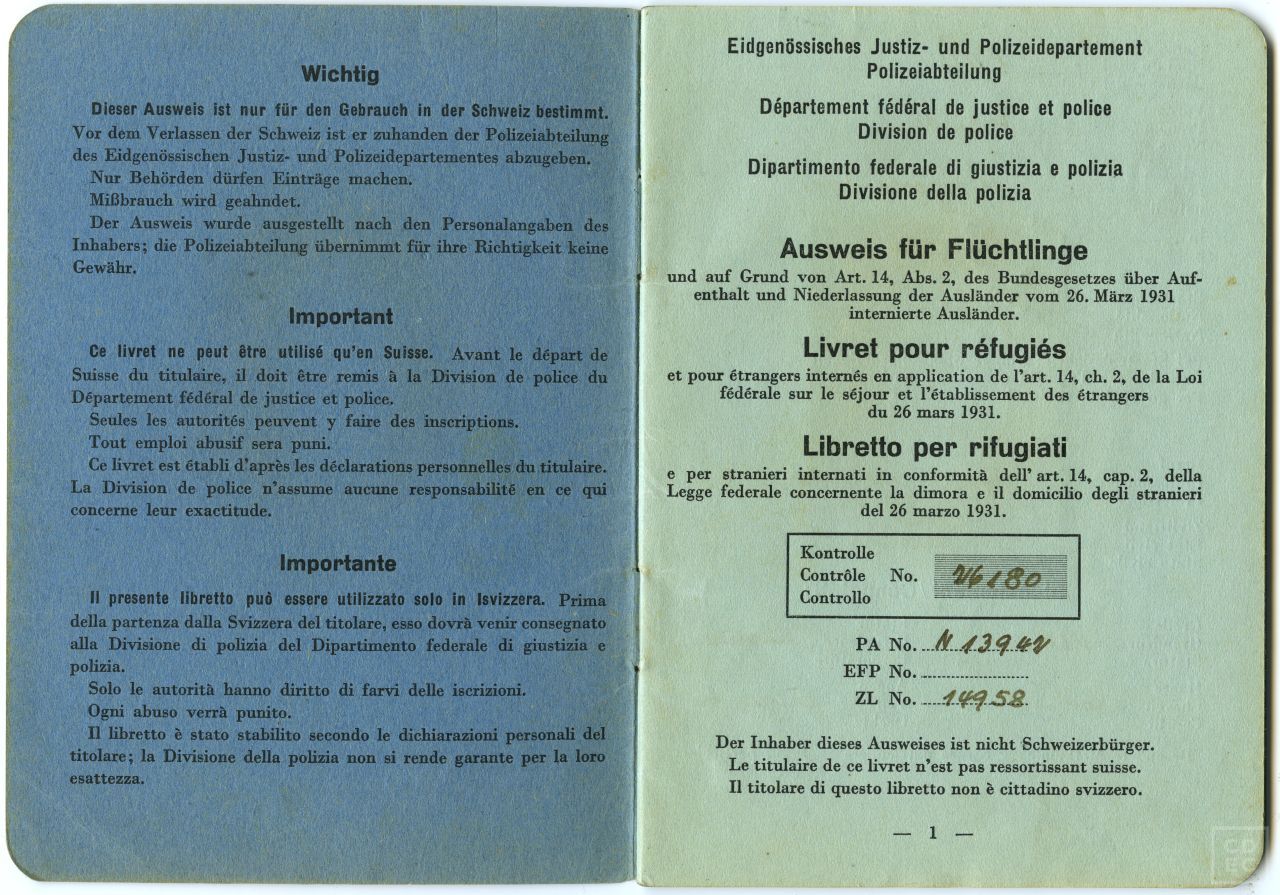 Wichtig
Dieser Ausweis ist nur für den Gebrauch in der Schweiz bestimmt.
Vor dem Verlassen der Schweiz ist er zuhanden der Polizeiabteilung
des Eidgenössischen Justiz- und Polizeidepartementes abzugeben.
Nur Behörden dürfen Einträge machen.
Mißbrauch wird geahndet.
Der Ausweis wurde ausgestellt nach den Personalangaben des
Inhabers; die Polizeiabteilung übernimmt für ihre Richtigkeit keine
Gewähr.
Important
Ce livret ne peut être utilisé qu'en Suisse. Avant le départ de
Suisse du titulaire, il doit être remis à la Division de police du
Département fédéral de justice et police.
Seules les autorités peuvent y faire des inscriptions.
Tout emploi abusif sera puni.
Ce livret est établi d'après les déclarations personnelles du titulaire.
La Division de police n'assume aucune responsabilité en ce qui
concerne leur exactitude.
Importante
Il presente libretto può essere utilizzato solo in Isvizzera. Prima
della partenza dalla Svizzera del titolare, esso dovrà venir consegnato
alla Divisione di polizia del Dipartimento federale di giustizia e
polizia.
Solo le autorità hanno diritto di farvi delle iscrizioni.
Ogni abuso verrà punito.
Il libretto è stato stabilito secondo le dichiarazioni personali del
titolare; la Divisione della polizia non si rende garante per la loro
esattezza.
Eidgenössisches Justiz- und Polizeidepartement
Polizeiabteilung
Département fédéral de justice et police
Division de police
Dipartimento federale di giustizia e polizia
Divisione della polizia
Ausweis für Flüchtlinge
und auf Grund von Art. 14, Abs. 2, des Bundesgesetzes über Auf-
enthalt und Niederlassung der Ausländer vom 26. März 1931
internierte Ausländer.
Livret pour réfugiés
et pour étrangers internés en application de l'art. 14, ch. 2, de la Loi
fédérale sur le séjour et l'établissement des étrangers
du 26 mars 1931.
Libretto per rifugiati
e per stranieri internati in conformità dell' art. 14, cap. 2, della
Legge federale concernente la dimora e il domicilio degli stranieri
del 26 marzo 1931.
Kontrolle
Contrôle No. 26180
Controllo
PA No. N 13942
EFP No.
ZL No. 14958
Der Inhaber dieses Ausweises ist nicht Schweizerbürger.
Le titulaire de ce livret n'est pas ressortissant suisse.
Il titolare di questo libretto non è cittadino svizzero.
— 1 —
CDEC